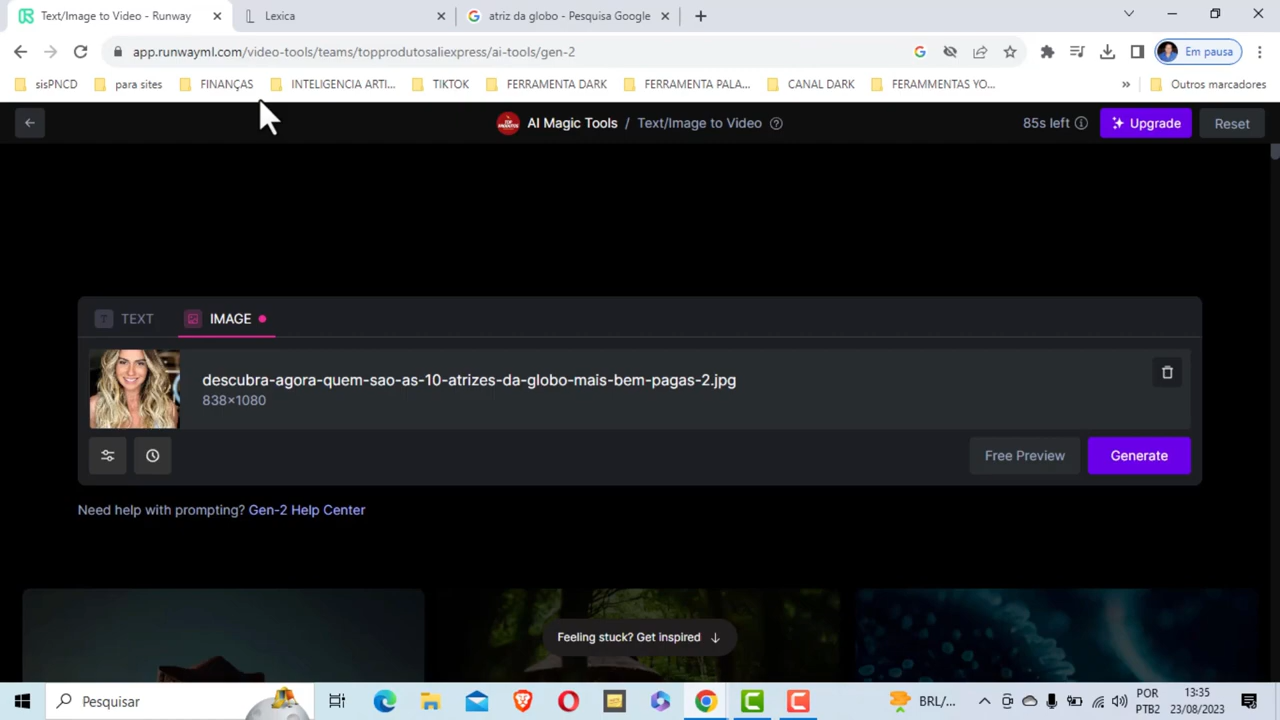 Text/Image to Video - Runway
Lexica
atriz da globo - Pesquisa Google
app.runwayml.com/video-tools/teams/topprodutosaliexpress/ai-tools/gen-2
Em pausa
sisPNCD
para sites
FINANÇAS
INTELIGENCIA ARTI...
TIKTOK
FERRAMENTA DARK
FERRAMENTA PALA...
CANAL DARK
FERAMMENTAS YO...
Outros marcadores
AI Magic Tools / Text/Image to Video
85s left
Upgrade
Reset
TEXT
IMAGE
descubra-agora-quem-sao-as-10-atrizes-da-globo-mais-bem-pagas-2.jpg
838×1080
Free Preview
Generate
Need help with prompting? Gen-2 Help Center
Feeling stuck? Get inspired
Pesquisar
BRL/...
POR
PTB2
13:35
23/08/2023